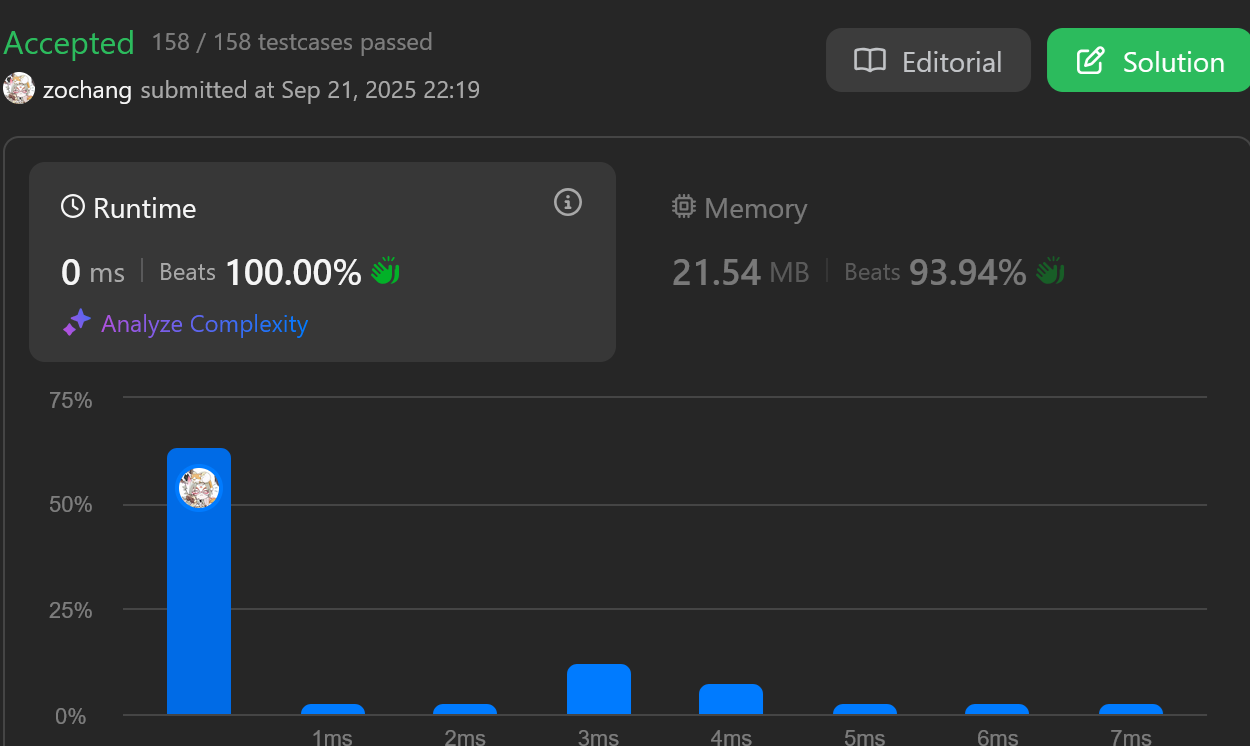 Accepted 158 / 158 testcases passed
zochang submitted at Sep 21, 2025 22:19
Editorial
Solution
Runtime
0 ms | Beats 100.00%
Analyze Complexity
Memory
21.54 MB | Beats 93.94%
75%
50%
25%
0%
1ms 2ms 3ms 4ms 5ms 6ms 7ms